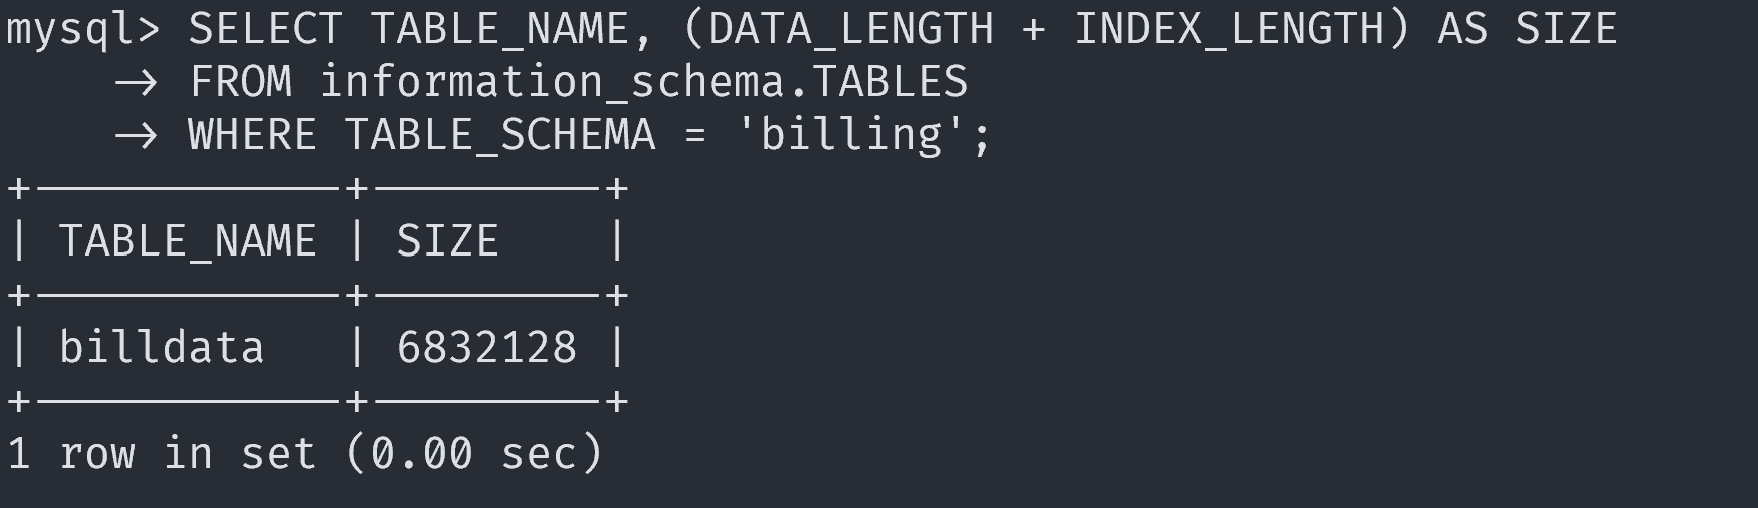 mysql> SELECT TABLE_NAME, (DATA_LENGTH + INDEX_LENGTH) AS SIZE
    -> FROM information_schema.TABLES
    -> WHERE TABLE_SCHEMA = 'billing';
+------------+---------+
| TABLE_NAME | SIZE    |
+------------+---------+
| billdata   | 6832128 |
+------------+---------+
1 row in set (0.00 sec)